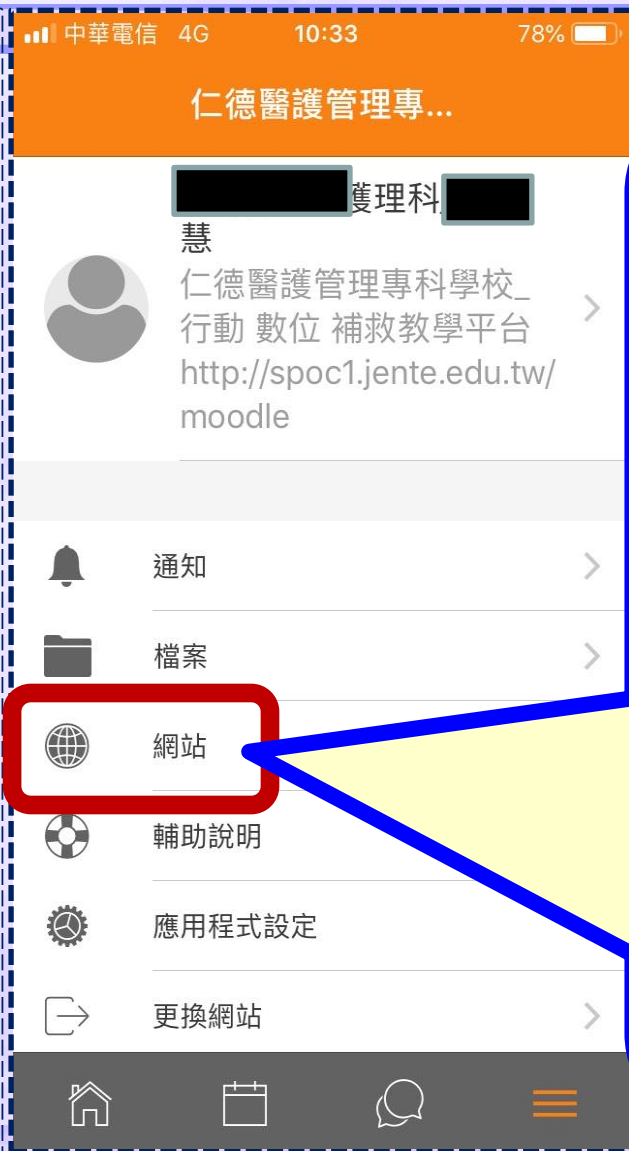 中華電信 4G 10:33 78%
仁德醫護管理專...
護理科
慧
仁德醫護管理專科學校_
行動 數位 補救教學平台
http://spoc1.jente.edu.tw/
moodle
通知
檔案
網站
輔助說明
應用程式設定
更換網站